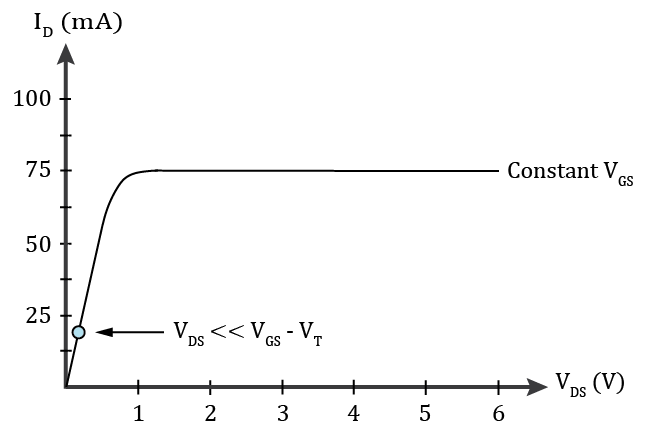 I_D (mA)
100
75
Constant V_GS
50
25
V_DS << V_GS - V_T
V_DS (V)
1 2 3 4 5 6